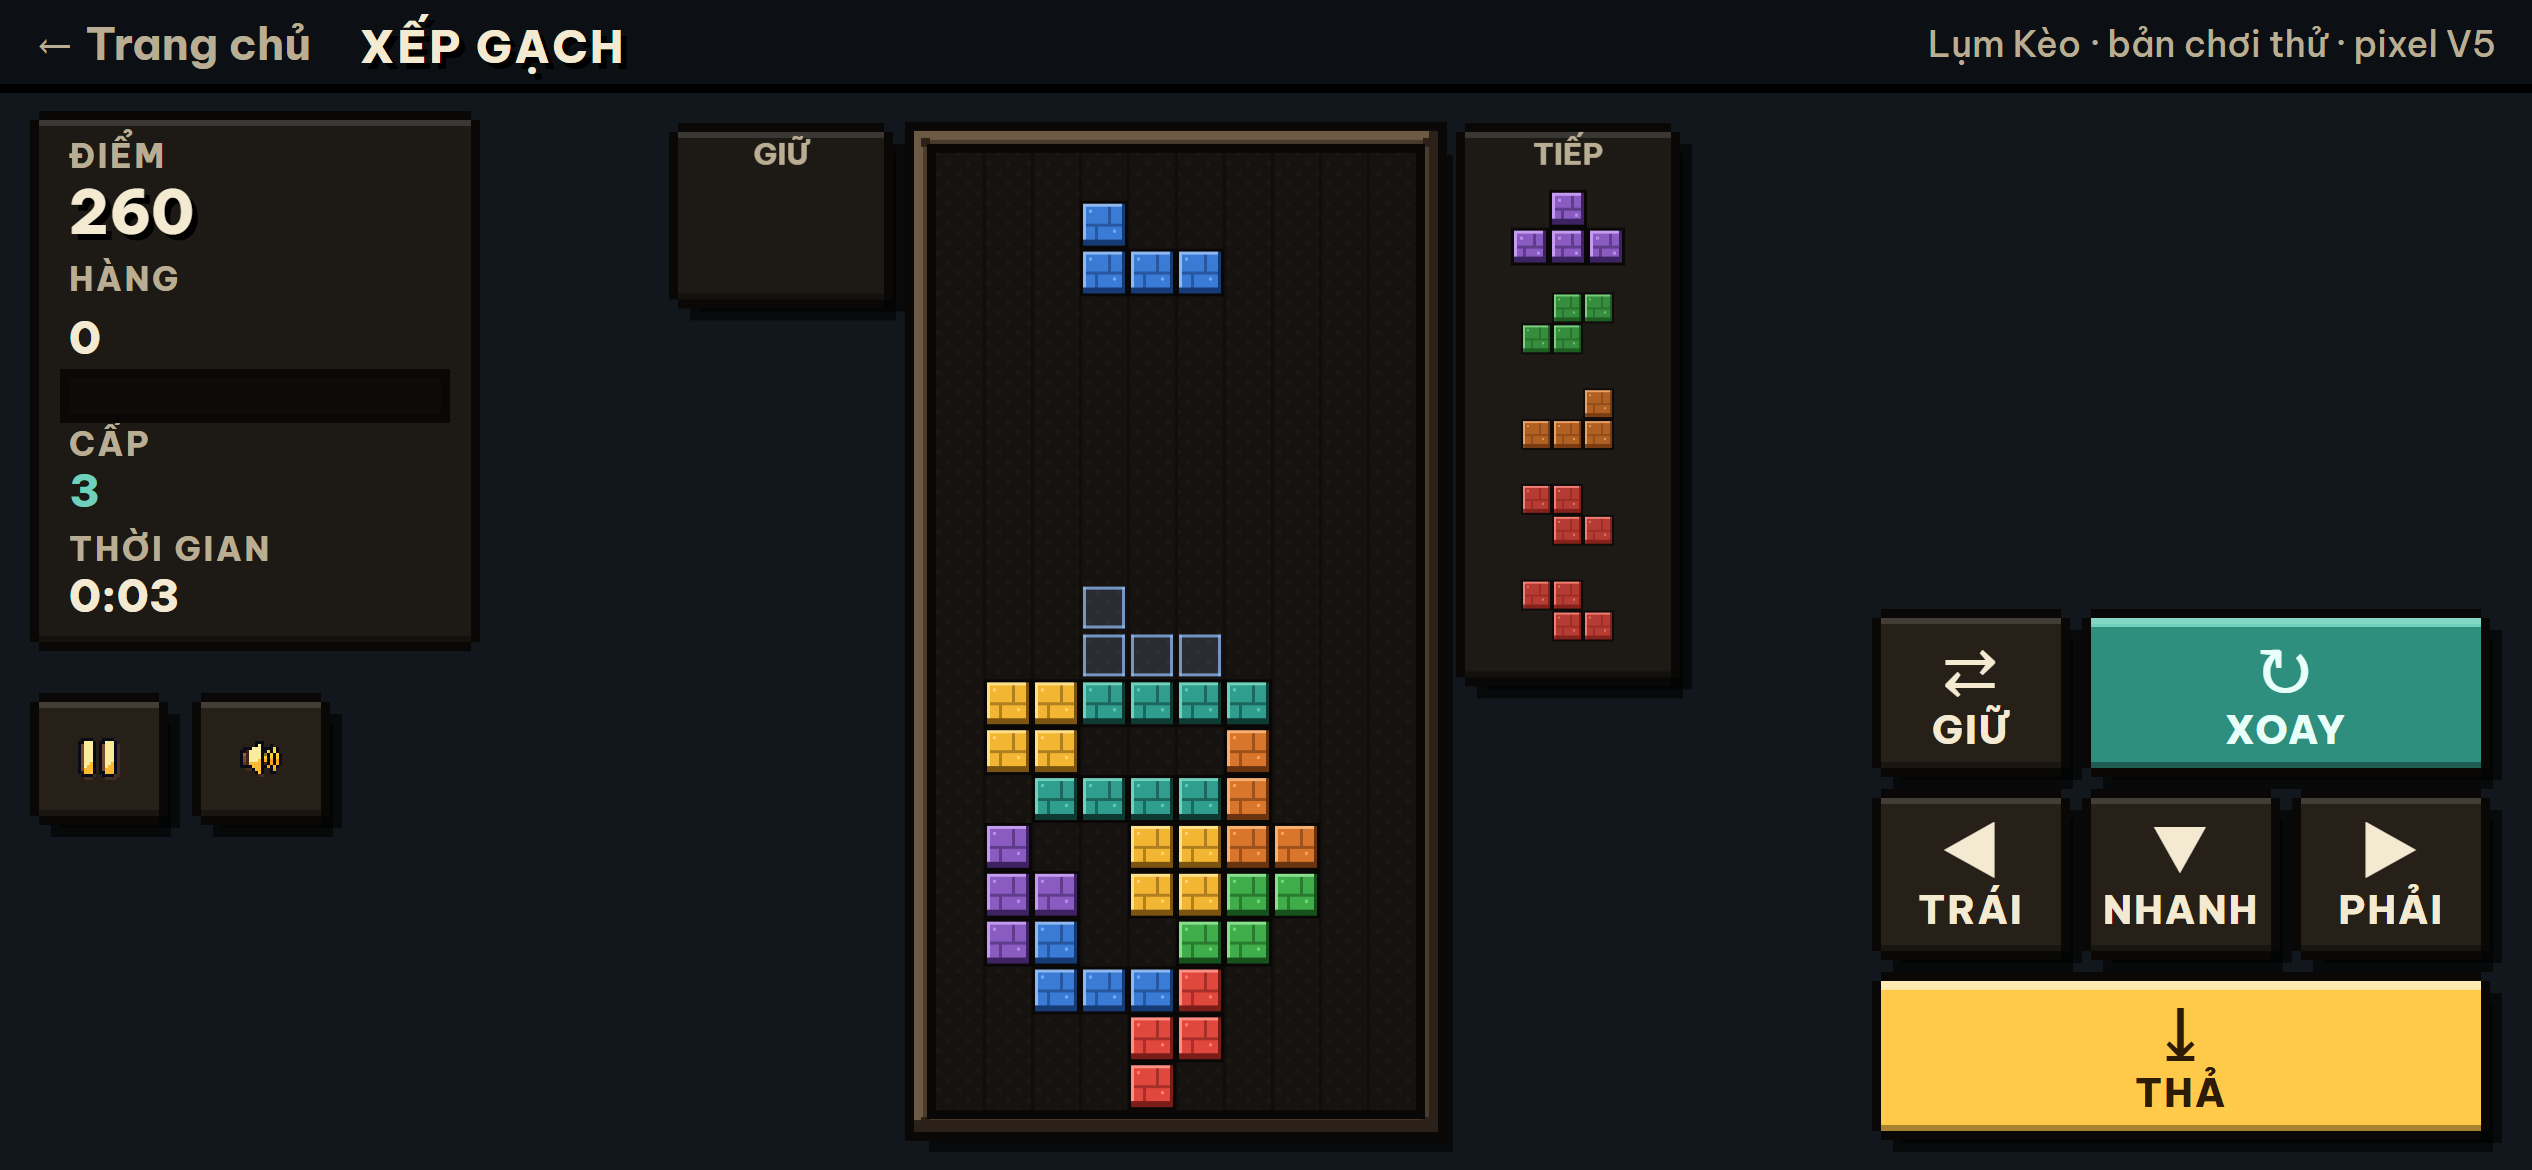 ← Trang chủ XẾP GẠCH
Lụm Kèo · bản chơi thử · pixel V5
ĐIỂM
260
HÀNG
0
CẤP
3
THỜI GIAN
0:03
GIỮ
TIẾP
⇄
GIỮ
↻
XOAY
◀
TRÁI
▼
NHANH
▶
PHẢI
⤓
THẢ